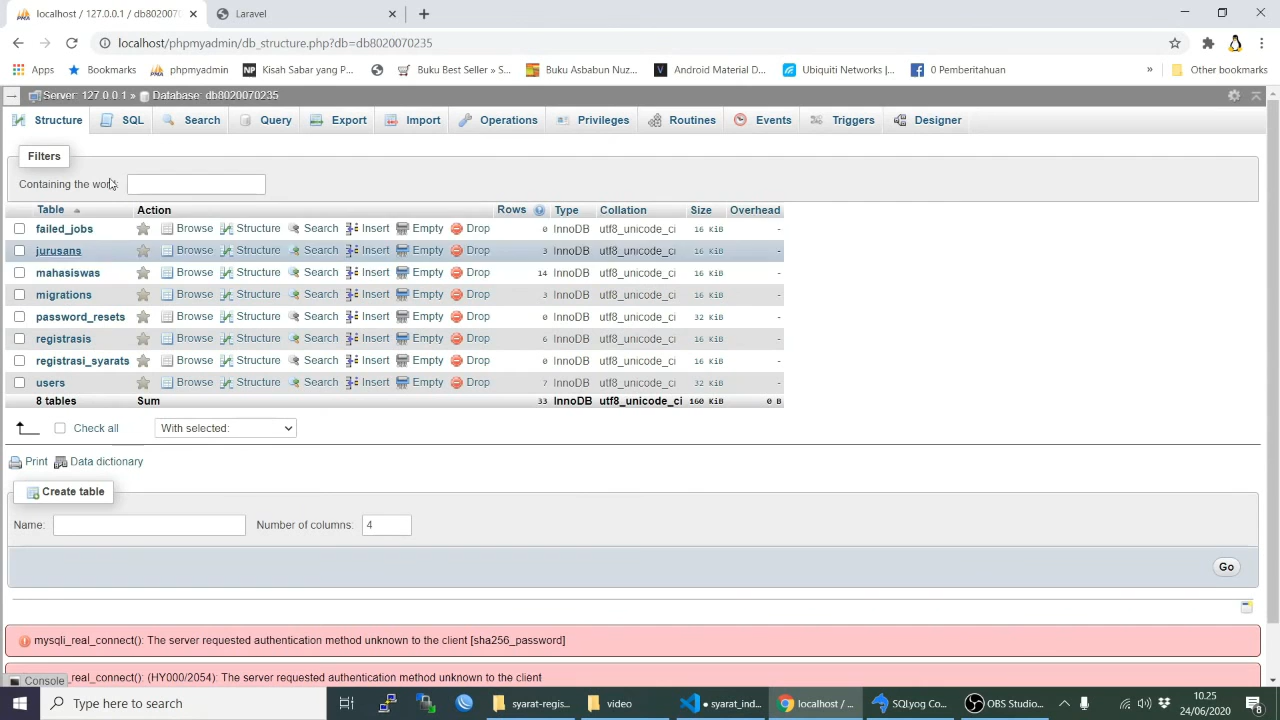 localhost / 127.0.0.1 / db8020070
Laravel
localhost/phpmyadmin/db_structure.php?db=db8020070235
Apps
Bookmarks
phpmyadmin
Kisah Sabar yang P...
Buku Best Seller » S...
Buku Asbabun Nuz...
Android Material D...
Ubiquiti Networks |...
0 Pemberitahuan
»
Other bookmarks
Server: 127.0.0.1 » Database: db8020070235
Structure SQL Search Query Export Import Operations Privileges Routines Events Triggers Designer
Filters
Containing the word:
Table Action Rows Type Collation Size Overhead
failed_jobs Browse Structure Search Insert Empty Drop 0 InnoDB utf8_unicode_ci 16 KiB -
jurusans Browse Structure Search Insert Empty Drop 3 InnoDB utf8_unicode_ci 16 KiB -
mahasiswas Browse Structure Search Insert Empty Drop 14 InnoDB utf8_unicode_ci 16 KiB -
migrations Browse Structure Search Insert Empty Drop 3 InnoDB utf8_unicode_ci 16 KiB -
password_resets Browse Structure Search Insert Empty Drop 0 InnoDB utf8_unicode_ci 32 KiB -
registrasis Browse Structure Search Insert Empty Drop 6 InnoDB utf8_unicode_ci 16 KiB -
registrasi_syarats Browse Structure Search Insert Empty Drop 0 InnoDB utf8_unicode_ci 16 KiB -
users Browse Structure Search Insert Empty Drop 7 InnoDB utf8_unicode_ci 32 KiB -
8 tables Sum 33 InnoDB utf8_unicode_ci 160 KiB 0 B
Check all With selected:
Print Data dictionary
Create table
Name: Number of columns: 4
Go
mysqli_real_connect(): The server requested authentication method unknown to the client [sha256_password]
_real_connect(): (HY000/2054): The server requested authentication method unknown to the client
Console
Type here to search
syarat-regis...
video
● syarat_ind...
localhost / ...
SQLyog Co...
OBS Studio...
10.25
24/06/2020
8